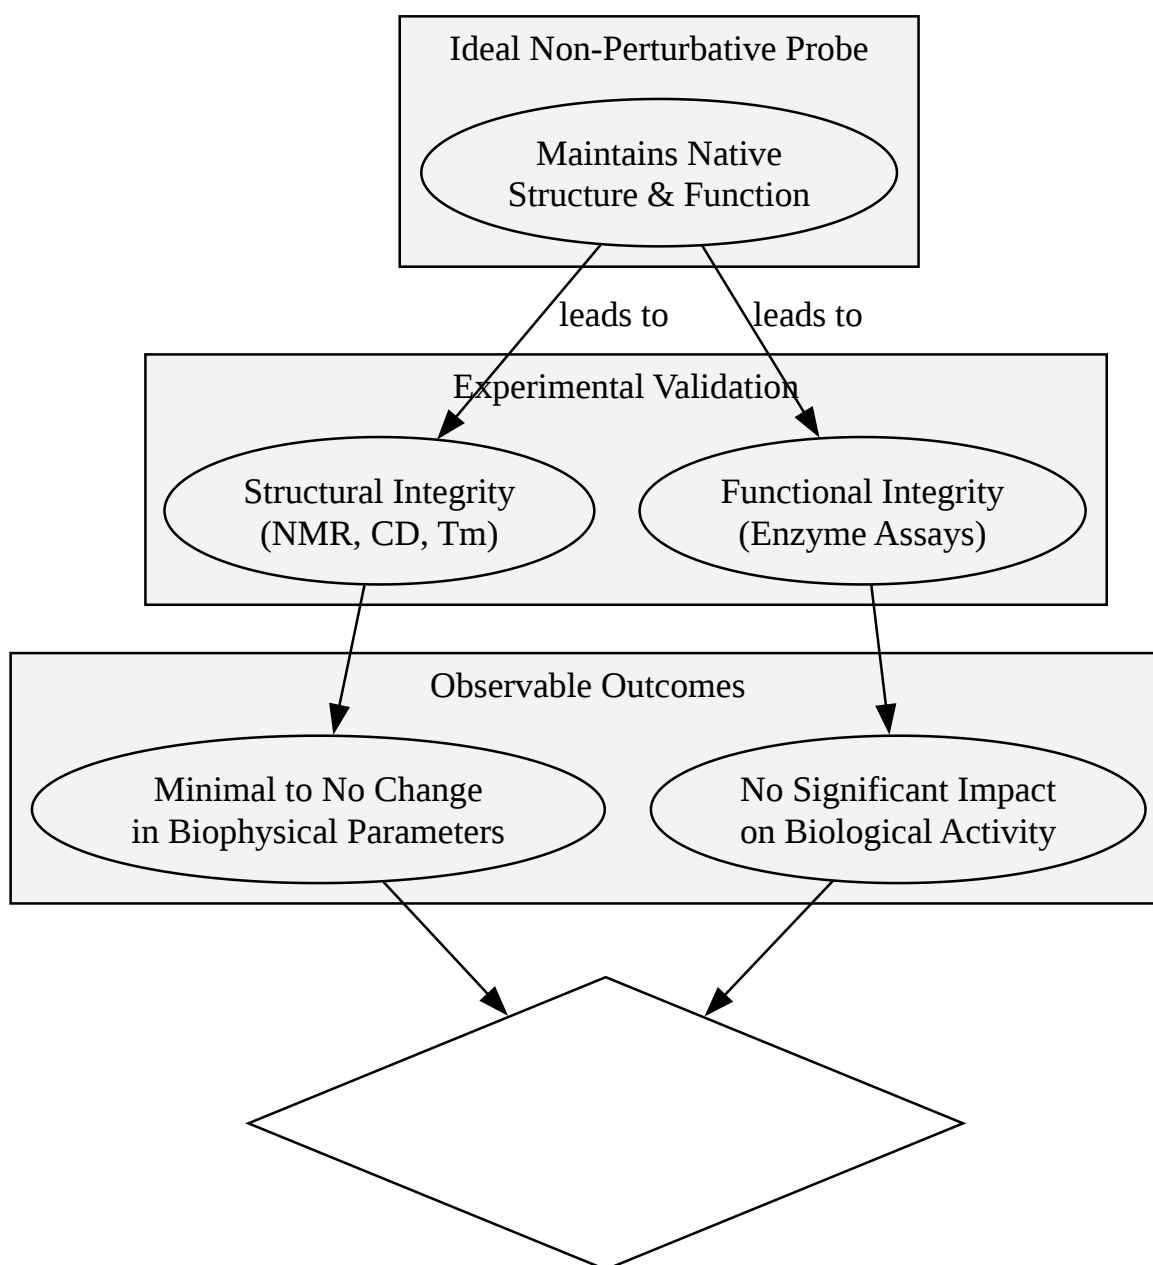 Ideal Non-Perturbative Probe
Maintains Native
Structure & Function
leads to
leads to
Experimental Validation
Structural Integrity
(NMR, CD, Tm)
Functional Integrity
(Enzyme Assays)
Observable Outcomes
Minimal to No Change
in Biophysical Parameters
No Significant Impact
on Biological Activity